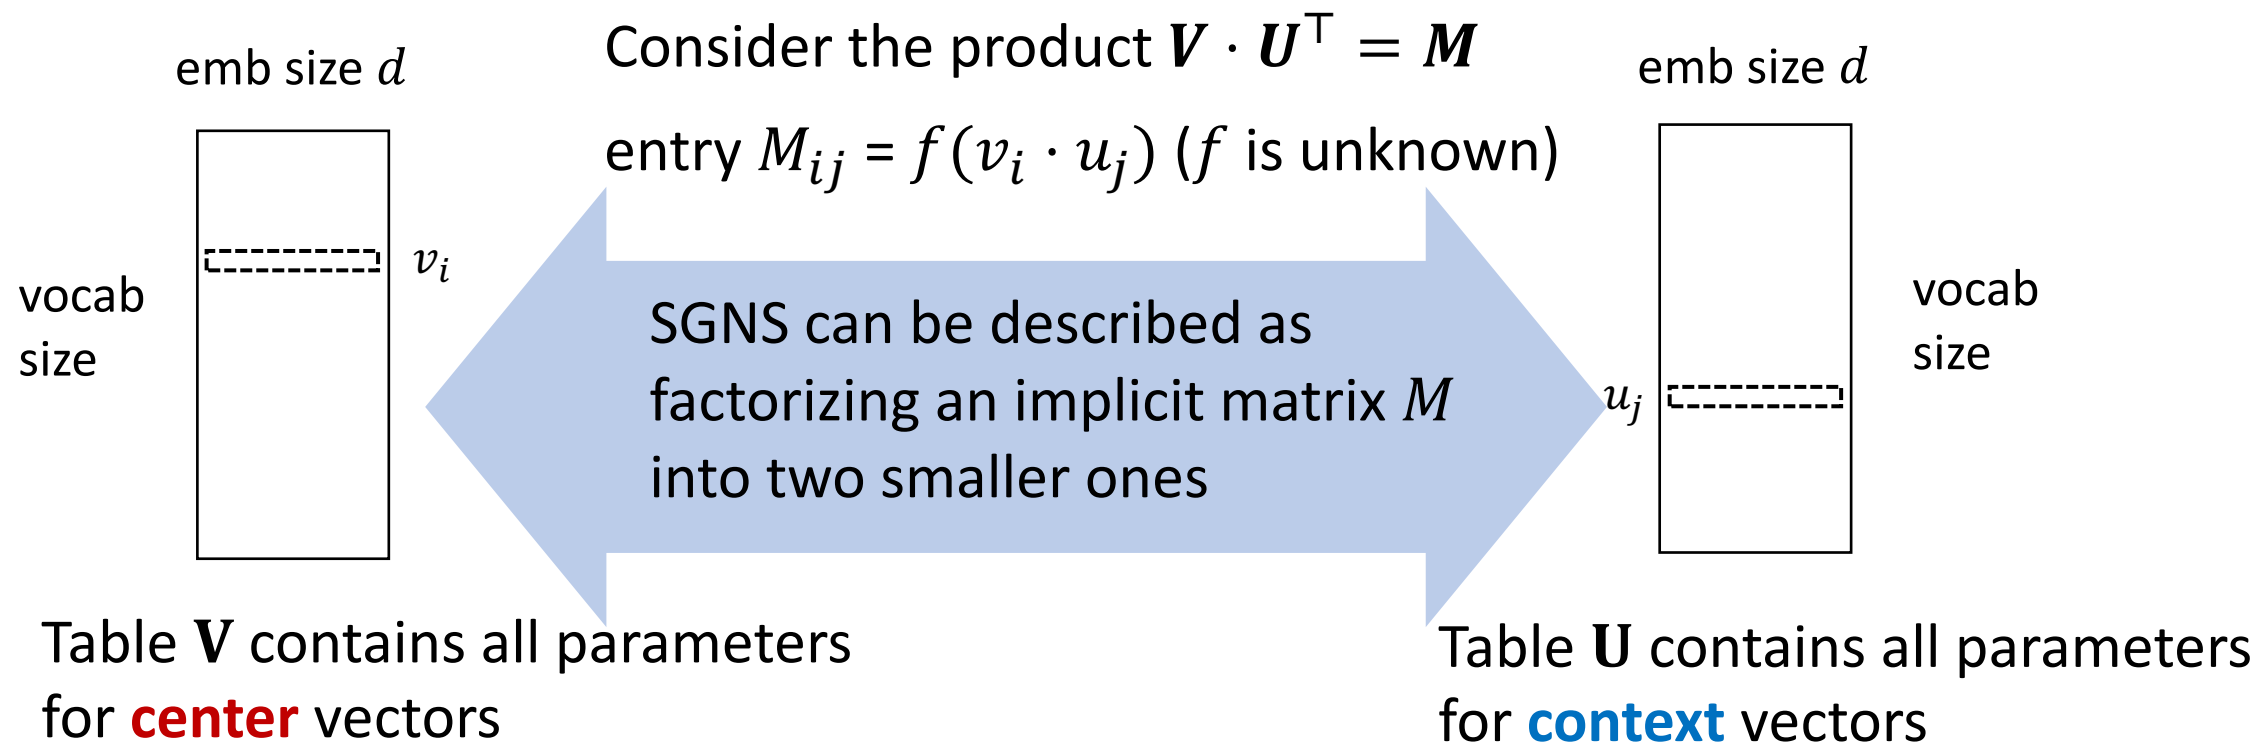 Consider the product V · U⊤ = M
entry Mᵢⱼ = f(vᵢ · uⱼ) (f is unknown)
emb size d
vᵢ
vocab
size
SGNS can be described as
factorizing an implicit matrix M
into two smaller ones
emb size d
uⱼ
vocab
size
Table V contains all parameters
for center vectors
Table U contains all parameters
for context vectors